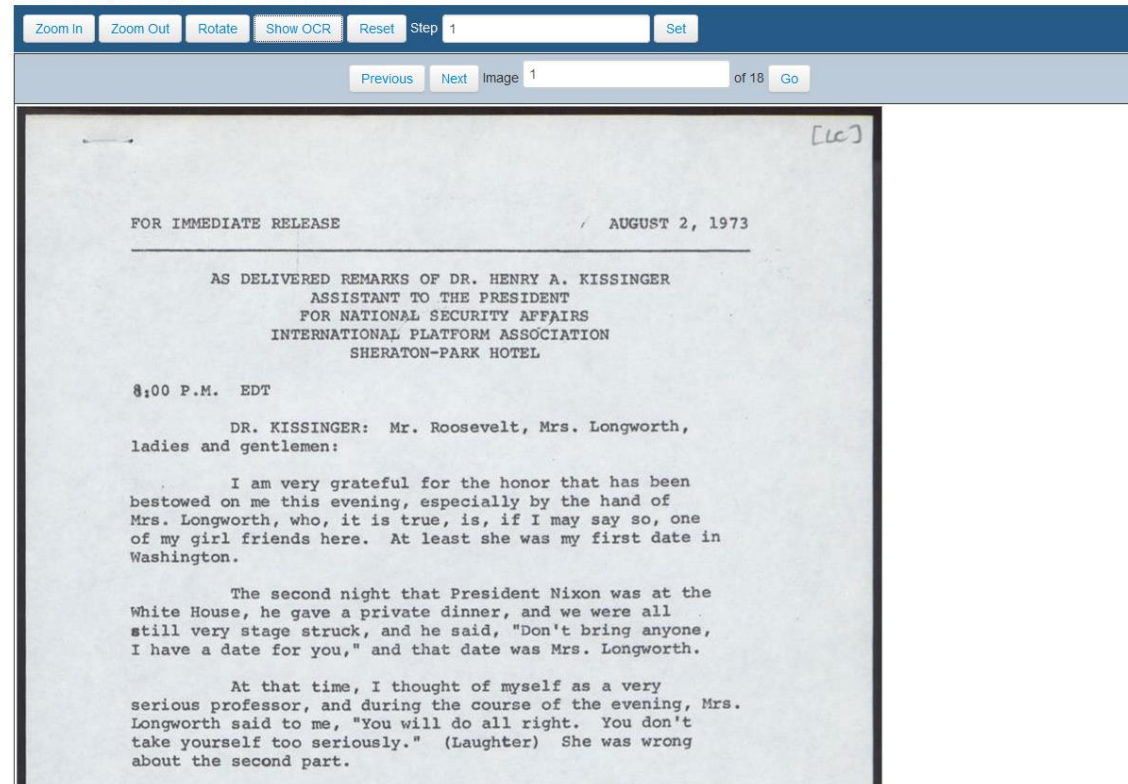 Zoom In Zoom Out Rotate Show OCR Reset Step 1 Set
Previous Next Image 1 of 18 Go
[LC]
FOR IMMEDIATE RELEASE AUGUST 2, 1973
AS DELIVERED REMARKS OF DR. HENRY A. KISSINGER
ASSISTANT TO THE PRESIDENT
FOR NATIONAL SECURITY AFFAIRS
INTERNATIONAL PLATFORM ASSOCIATION
SHERATON-PARK HOTEL
8:00 P.M. EDT
DR. KISSINGER: Mr. Roosevelt, Mrs. Longworth,
ladies and gentlemen:
I am very grateful for the honor that has been
bestowed on me this evening, especially by the hand of
Mrs. Longworth, who, it is true, is, if I may say so, one
of my girl friends here. At least she was my first date in
Washington.
The second night that President Nixon was at the
White House, he gave a private dinner, and we were all
still very stage struck, and he said, "Don't bring anyone,
I have a date for you," and that date was Mrs. Longworth.
At that time, I thought of myself as a very
serious professor, and during the course of the evening, Mrs.
Longworth said to me, "You will do all right. You don't
take yourself too seriously." (Laughter) She was wrong
about the second part.